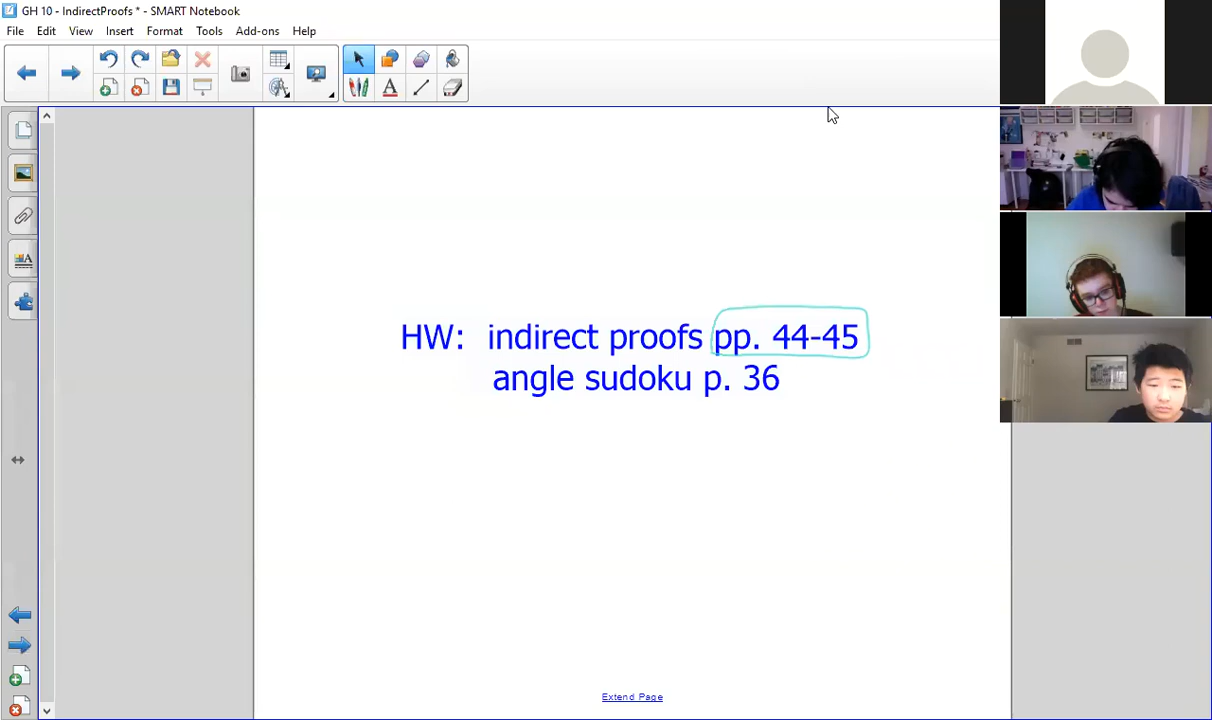 GH 10 - IndirectProofs * - SMART Notebook
File Edit View Insert Format Tools Add-ons Help
HW: indirect proofs pp. 44-45
angle sudoku p. 36
Extend Page